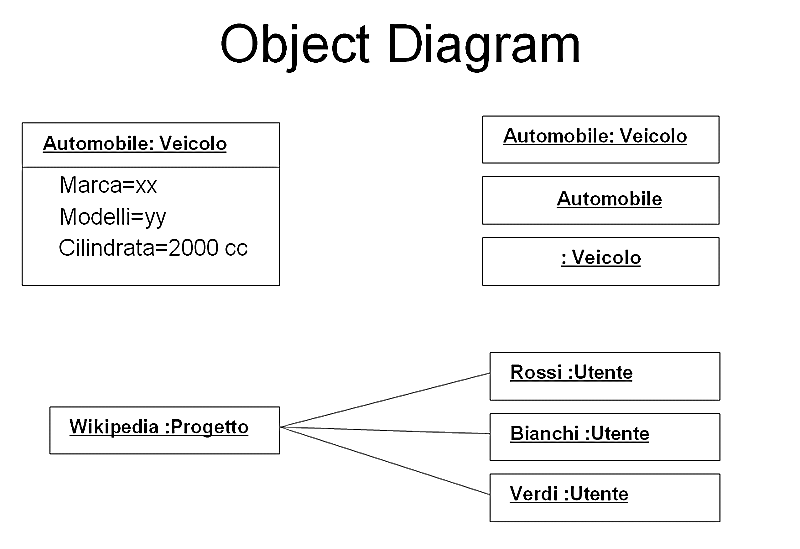 Object Diagram
Automobile: Veicolo
Marca=xx
Modelli=yy
Cilindrata=2000 cc
Automobile: Veicolo
Automobile
: Veicolo
Wikipedia :Progetto
Rossi :Utente
Bianchi :Utente
Verdi :Utente